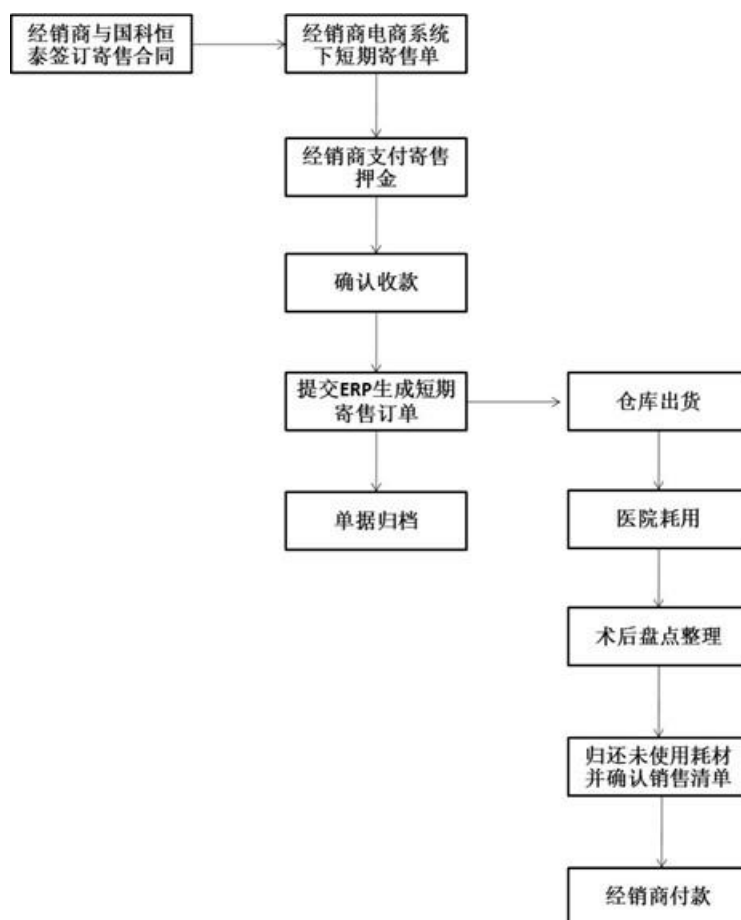 经销商与国科恒
泰签订寄售合同
经销商电商系统
下短期寄售单
经销商支付寄售
押金
确认收款
提交ERP生成短期
寄售订单
仓库出货
单据归档
医院耗用
术后盘点整理
归还未使用耗材
并确认销售清单
经销商付款